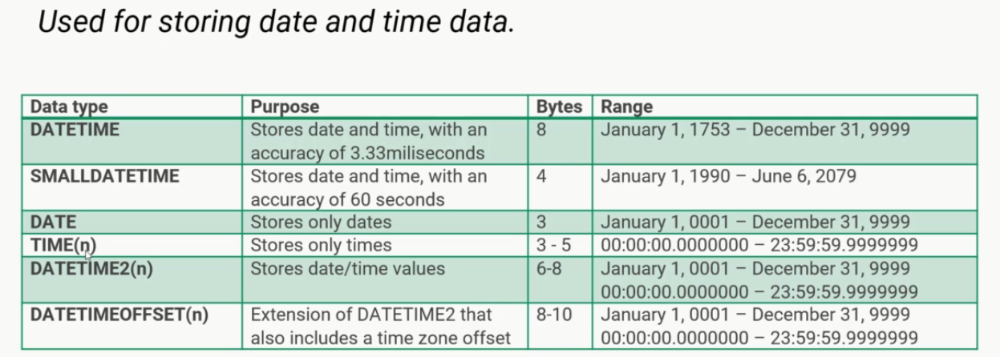 Used for storing date and time data.
Data type Purpose Bytes Range
DATETIME Stores date and time, with an 8 January 1, 1753 – December 31, 9999
accuracy of 3.33miliseconds
SMALLDATETIME Stores date and time, with an 4 January 1, 1990 – June 6, 2079
accuracy of 60 seconds
DATE Stores only dates 3 January 1, 0001 – December 31, 9999
TIME(n) Stores only times 3 - 5 00:00:00.0000000 – 23:59:59.9999999
DATETIME2(n) Stores date/time values 6-8 January 1, 0001 – December 31, 9999
00:00:00.0000000 – 23:59:59.9999999
DATETIMEOFFSET(n) Extension of DATETIME2 that 8-10 January 1, 0001 – December 31, 9999
also includes a time zone offset 00:00:00.0000000 – 23:59:59.9999999